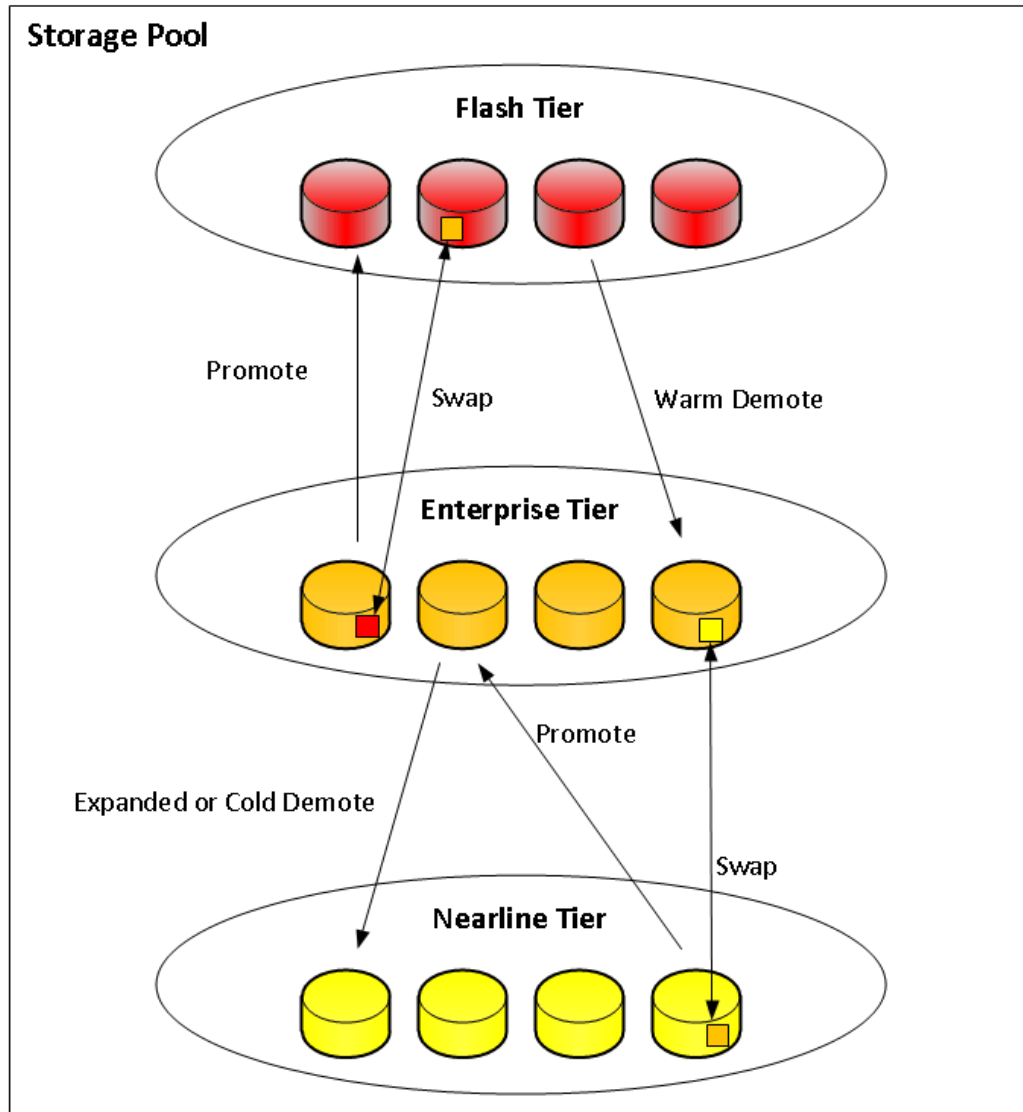 Storage Pool
Flash Tier
Promote
Swap
Warm Demote
Enterprise Tier
Promote
Expanded or Cold Demote
Swap
Nearline Tier